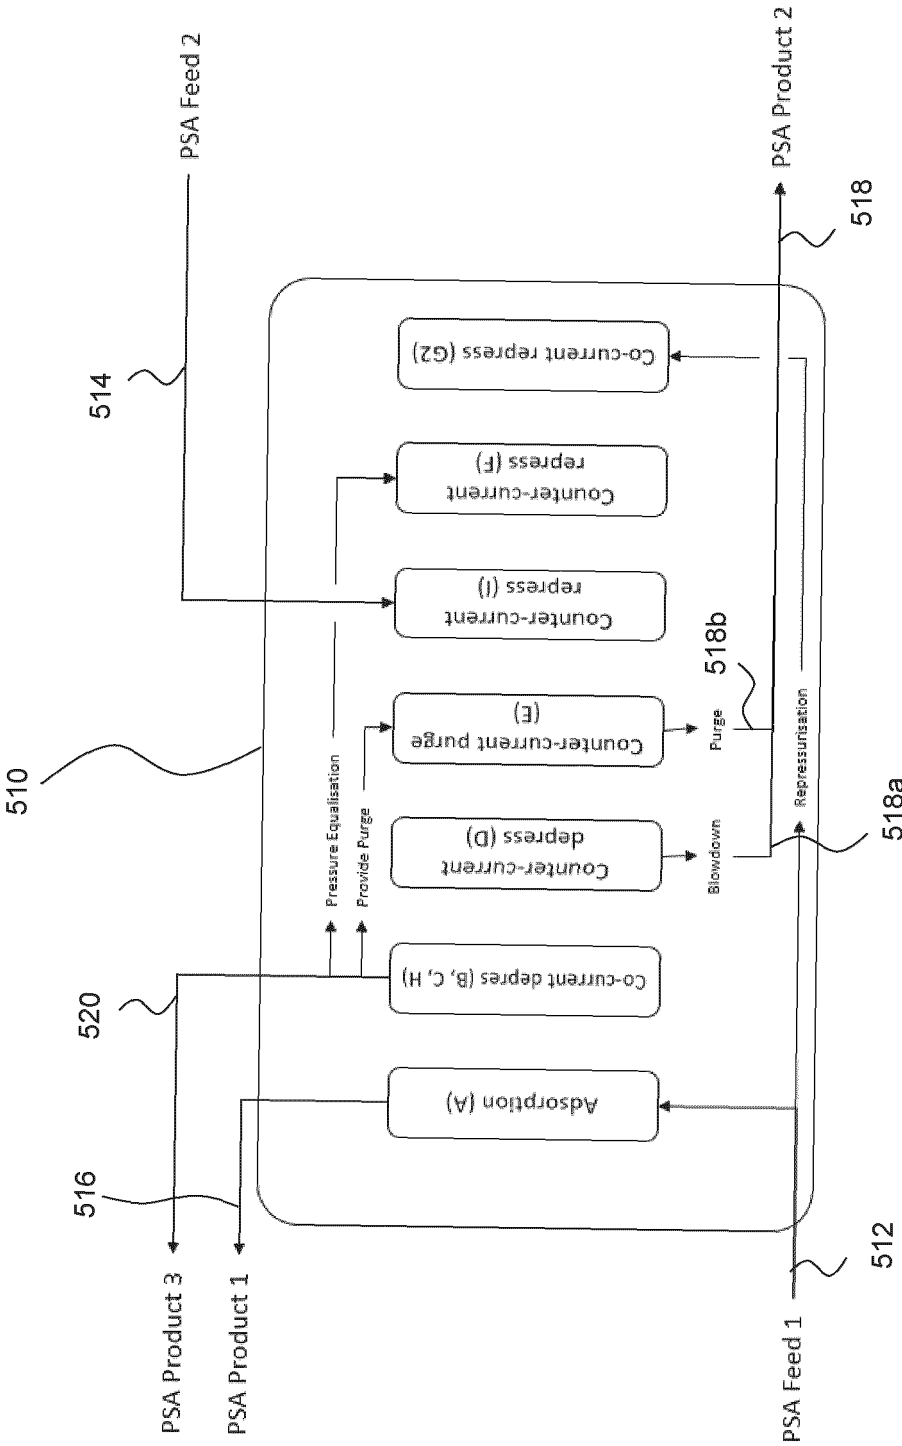 PSA Product 3
PSA Product 1
516
520
510
514
PSA Feed 2
Pressure Equalisation
Provide Purge
Adsorption (A)
Co-current depres (B, C, H)
Counter-current
depress (D)
Counter-current purge
(E)
Counter-current
repress (I)
Counter-current
repress (F)
Co-current repress (G2)
Blowdown
Purge
518b
Repressurisation
518a
512
PSA Feed 1
518
PSA Product 2